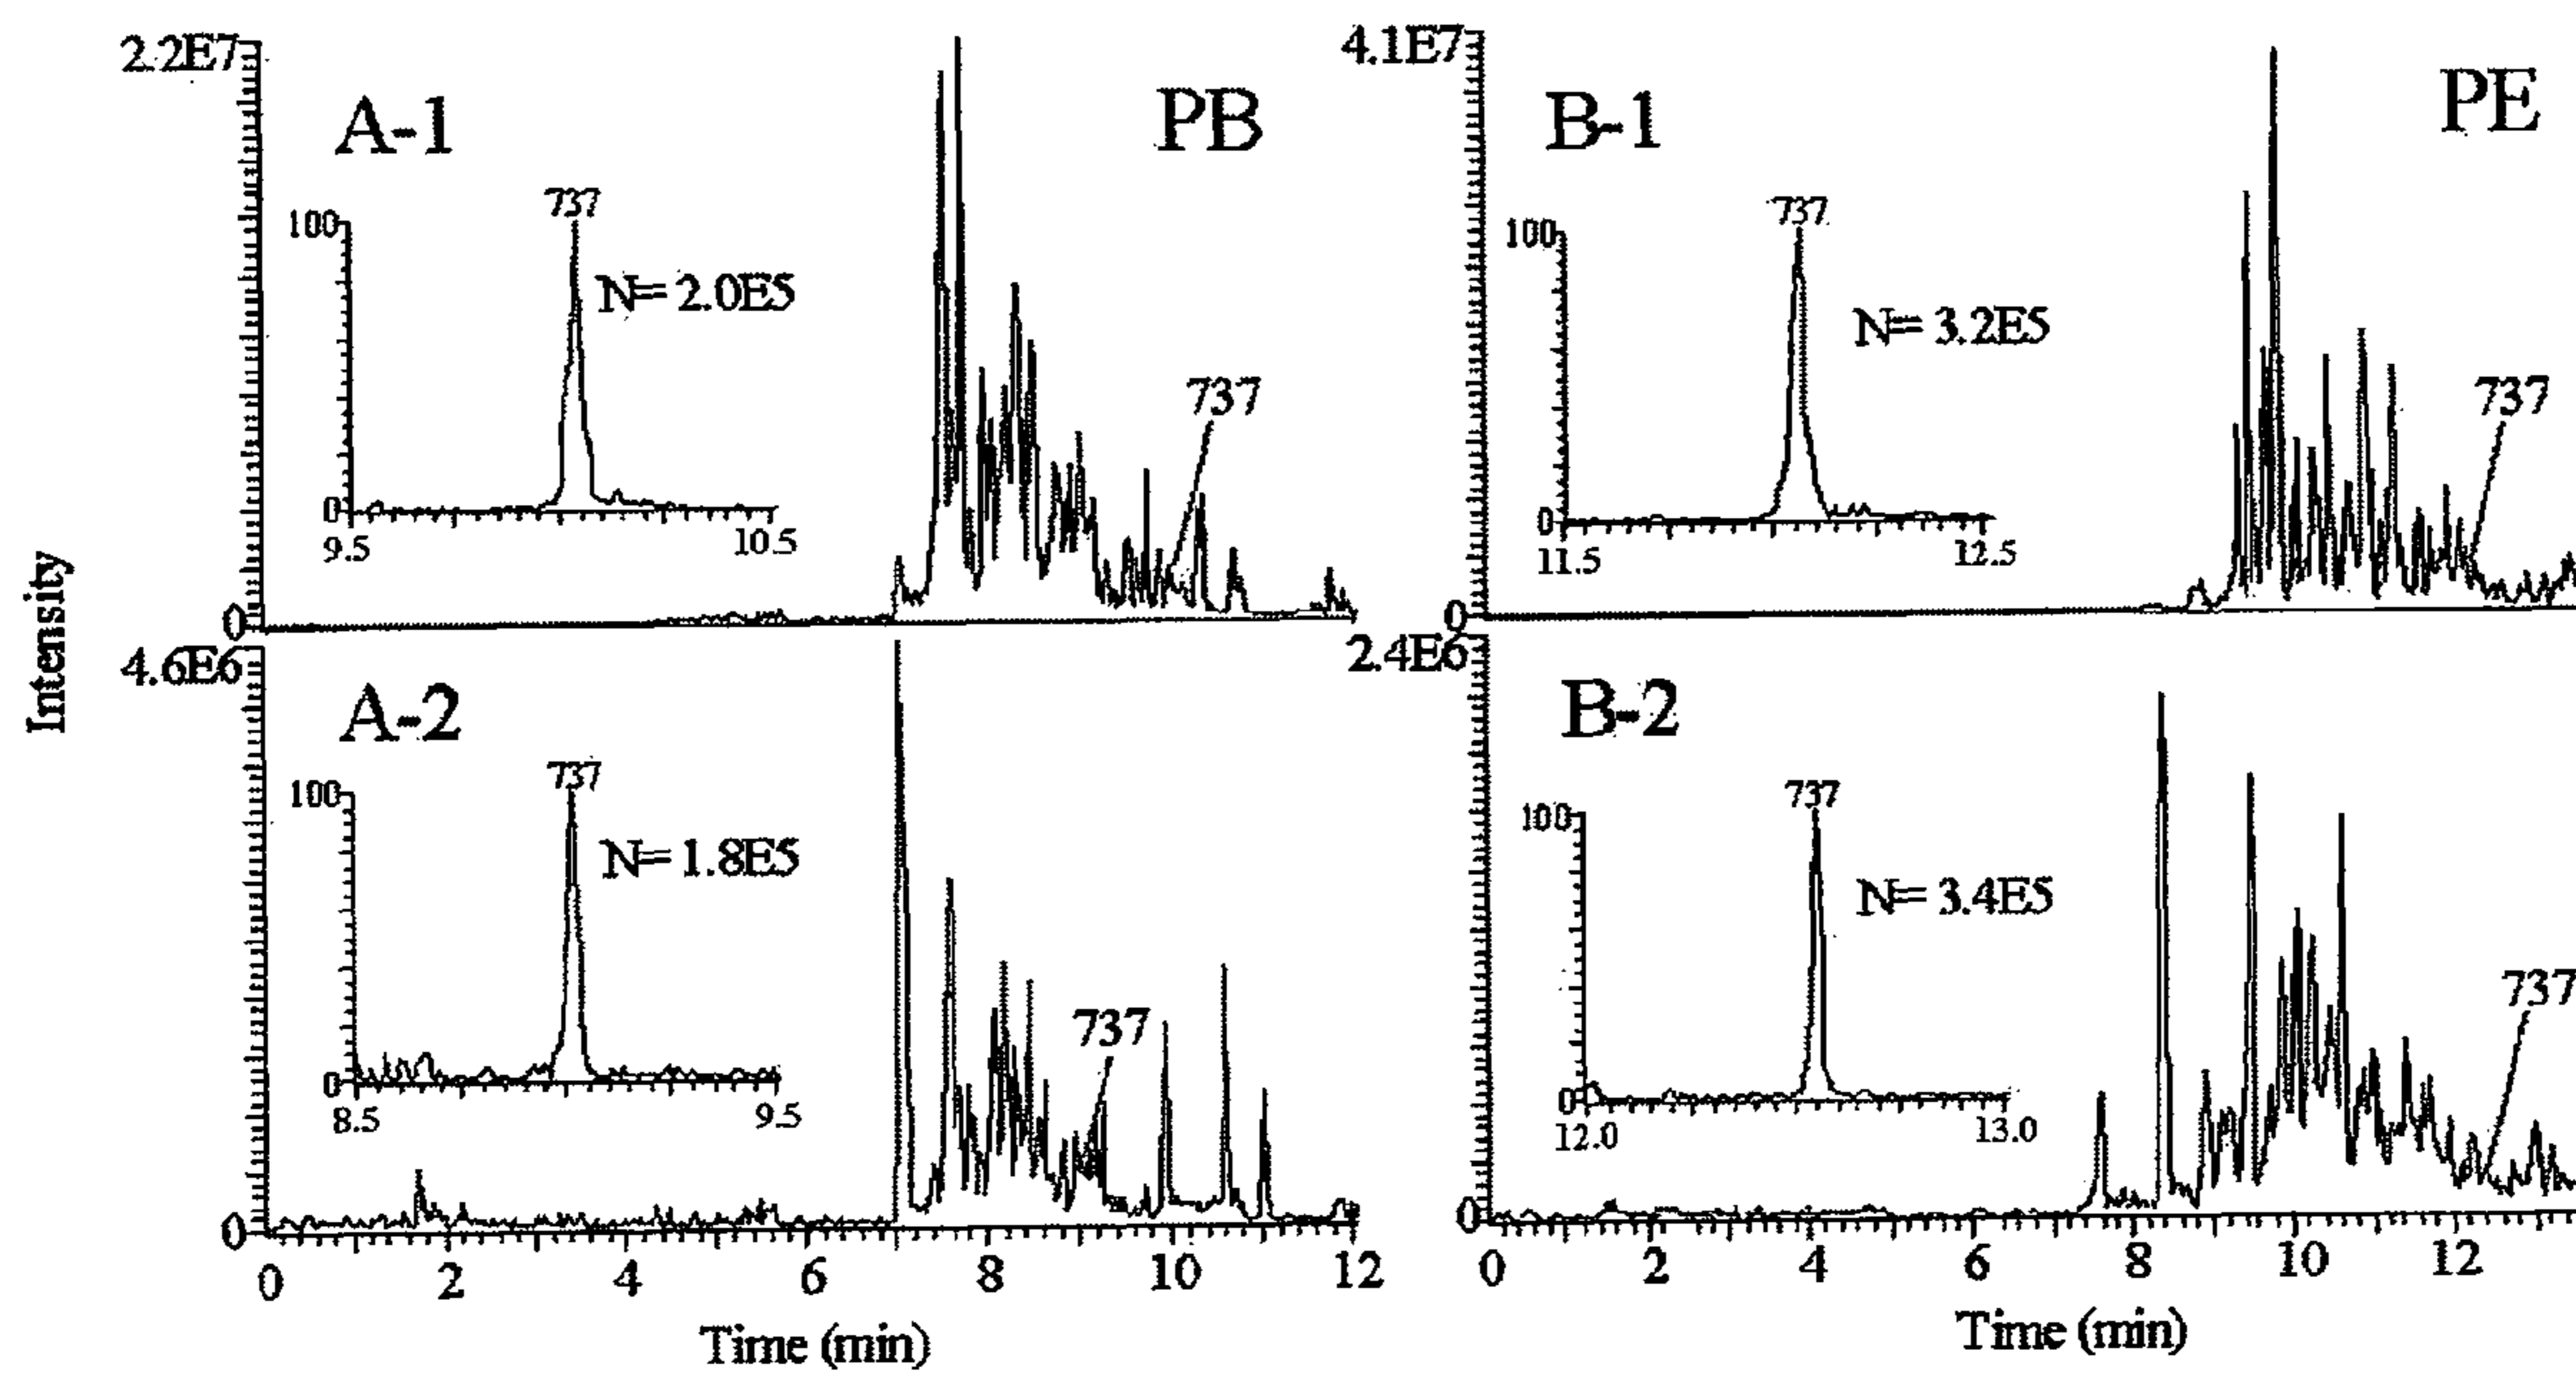 2.2E7
A-1
PB
737
100
N= 2.0E5
737
0
9.5
10.5
0
4.1E7
B-1
PE
737
100
N= 3.2E5
737
0
11.5
12.5
0
Intensity
4.6E6
A-2
737
100
N= 1.8E5
737
0
8.5
9.5
0
0
2
4
6
8
10
12
Time (min)
2.4E6
B-2
737
100
N= 3.4E5
737
0
12.0
13.0
0
0
2
4
6
8
10
12
Time (min)